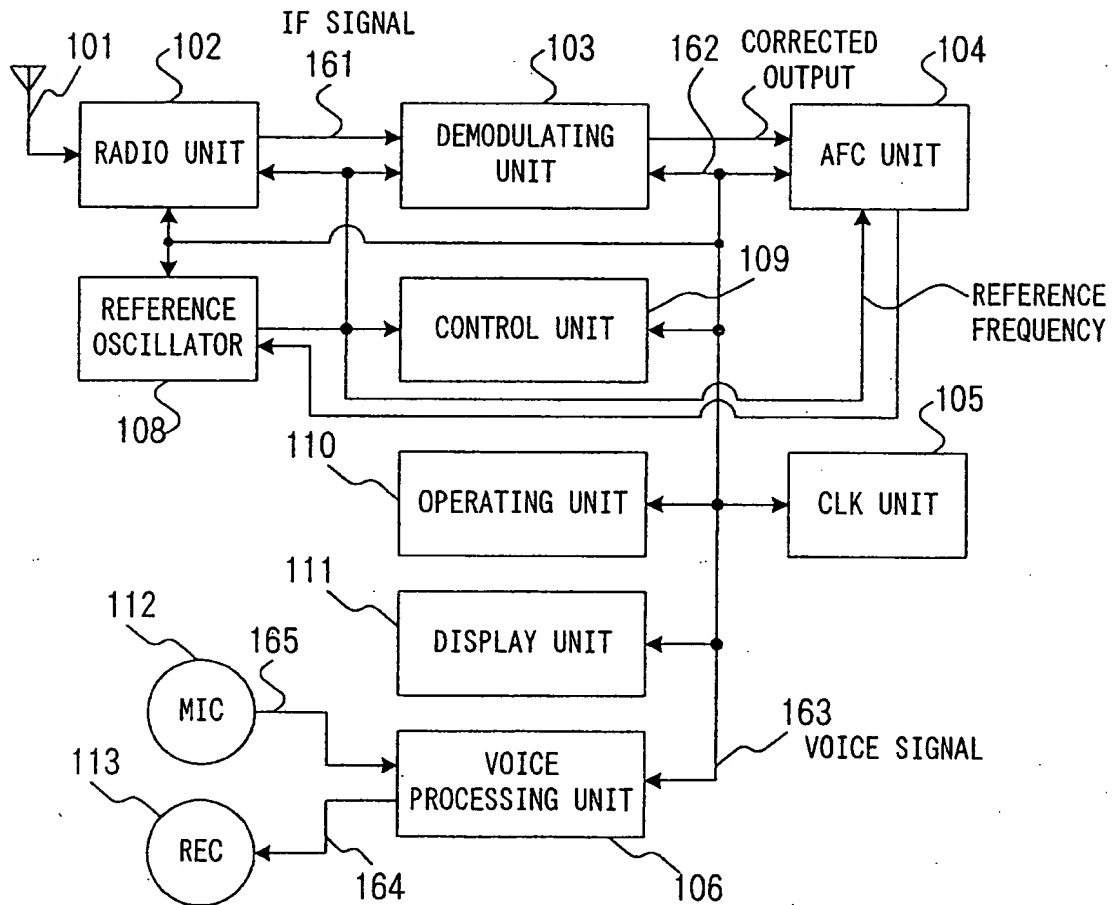 IF SIGNAL
101
102
161
103
162
CORRECTED
OUTPUT
104
RADIO UNIT
DEMODULATING
UNIT
AFC UNIT
109
REFERENCE
OSCILLATOR
CONTROL UNIT
REFERENCE
FREQUENCY
108
105
110
OPERATING UNIT
CLK UNIT
111
DISPLAY UNIT
112
165
MIC
163
VOICE SIGNAL
113
VOICE
PROCESSING UNIT
REC
164
106